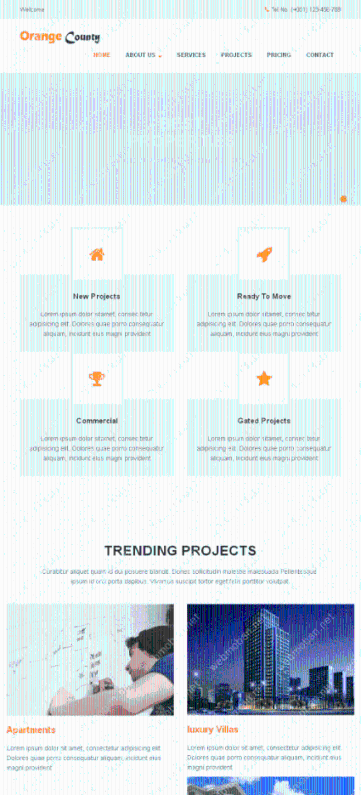 Welcome
Tel No. (+001) 123-456-789
Orange County
HOME ABOUT US SERVICES PROJECTS PRICING CONTACT
New Projects
Lorem ipsum dolor sitamet, consec tetur
adipiscing est. Dolores quae porro consequatur
aliquam, incidunt eius magni provident
Ready To Move
Lorem ipsum dolor sitamet, consec tetur
adipiscing est. Dolores quae porro consequatur
aliquam, incidunt eius magni provident
Commercial
Lorem ipsum dolor sitamet, consec tetur
adipiscing est. Dolores quae porro consequatur
aliquam, incidunt eius magni provident
Gated Projects
Lorem ipsum dolor sitamet, consec tetur
adipiscing est. Dolores quae porro consequatur
aliquam, incidunt eius magni provident
TRENDING PROJECTS
Curabitur aliquet quam id dui posuere blandit. Donec sollicitudin molestie malesuada Pellentesque
ipsum id orci porta dapibus. Vivamus suscipit tortor eget felis porttitor volutpat.
Apartments
Lorem ipsum dolor sit amet, consectetur adipiscing est.
Dolores quae porro consequatur aliquam, incidunt eius
magni provident
luxury Villas
Lorem ipsum dolor sit amet, consectetur adipiscing est.
Dolores quae porro consequatur aliquam, incidunt eius
magni provident